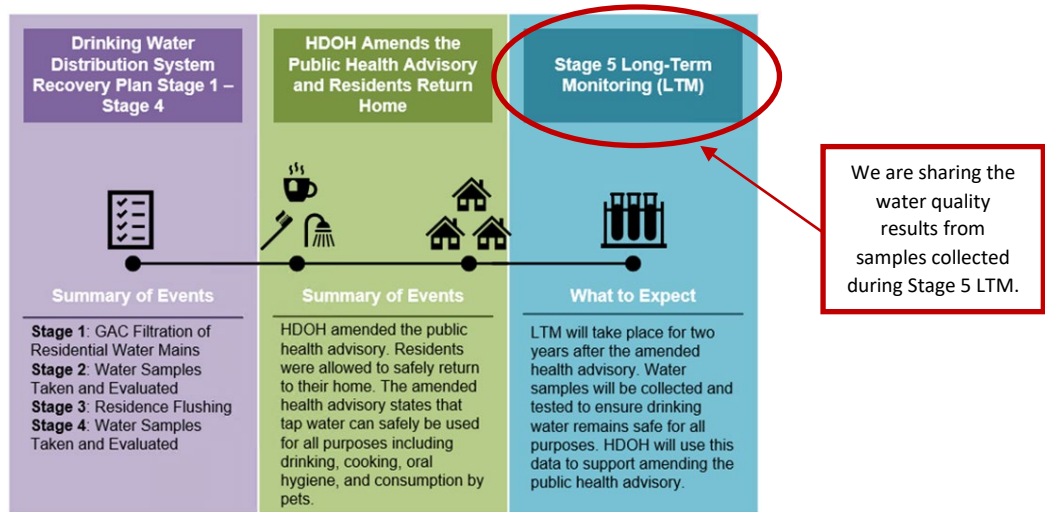 Drinking Water
Distribution System
Recovery Plan Stage 1 –
Stage 4
Summary of Events
Stage 1: GAC Filtration of
Residential Water Mains
Stage 2: Water Samples
Taken and Evaluated
Stage 3: Residence Flushing
Stage 4: Water Samples
Taken and Evaluated
HDOH Amends the
Public Health Advisory
and Residents Return
Home
Summary of Events
HDOH amended the public
health advisory. Residents
were allowed to safely return
to their home. The amended
health advisory states that
tap water can safely be used
for all purposes including
drinking, cooking, oral
hygiene, and consumption by
pets.
Stage 5 Long-Term
Monitoring (LTM)
What to Expect
LTM will take place for two
years after the amended
health advisory. Water
samples will be collected and
tested to ensure drinking
water remains safe for all
purposes. HDOH will use this
data to support amending the
public health advisory.
We are sharing the
water quality
results from
samples collected
during Stage 5 LTM.